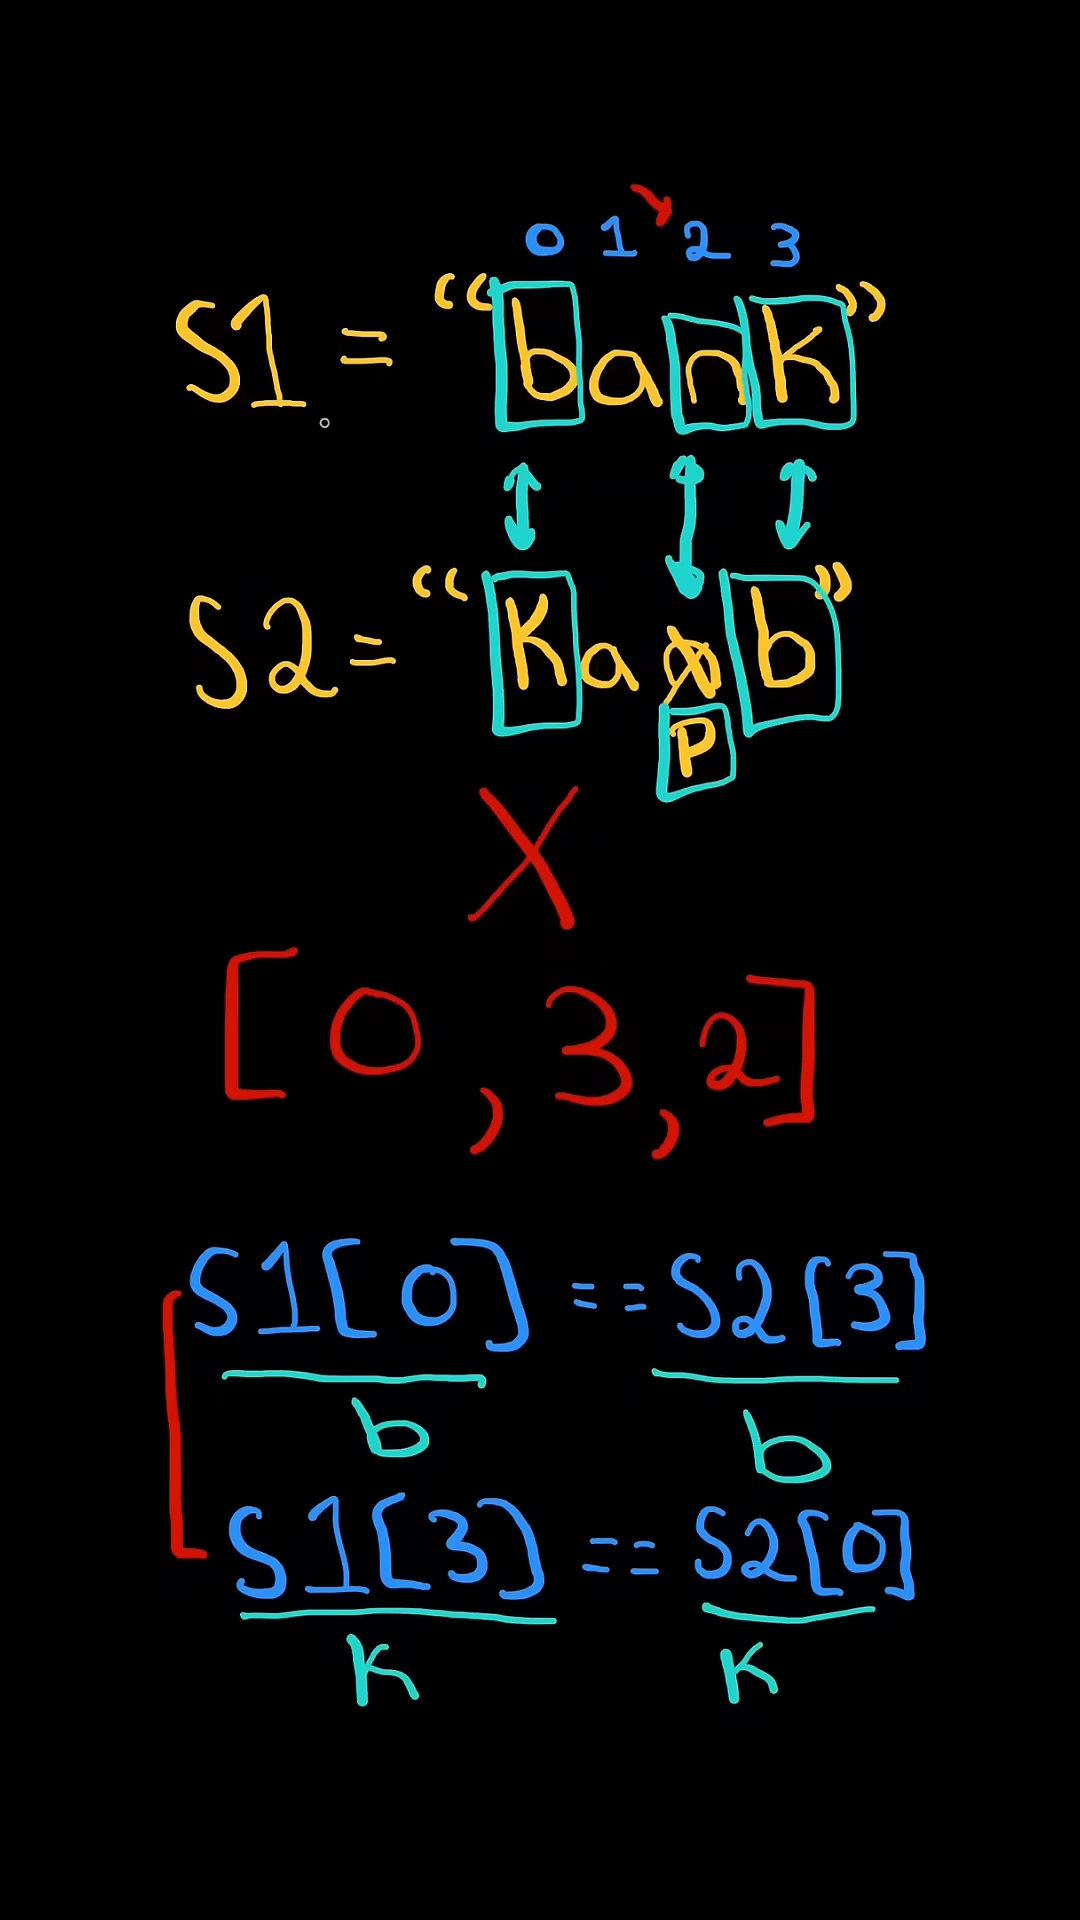 0 1 2 3
S1 = "bank"
S2 = "kanb"
P
X
[0,3,2]
S1[0] == S2[3]
b b
S1[3] == S2[0]
K K